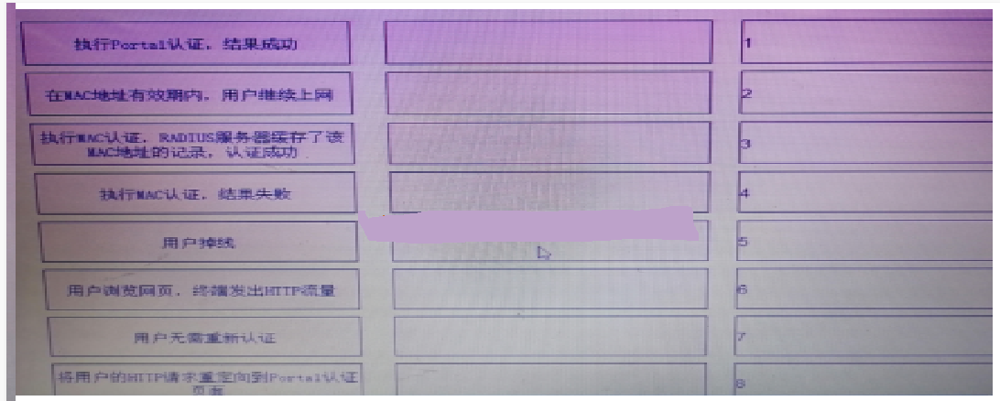 执行Portal认证，结果成功
1
在MAC地址有效期内，用户继续上网
2
执行MAC认证，RADIUS服务器缓存了该
MAC地址的记录，认证成功
3
执行MAC认证，结果失败
4
用户掉线
5
用户浏览网页，终端发出HTTP流量
6
用户无需重新认证
7
将用户的HTTP请求重定向到Portal认证
页面
8